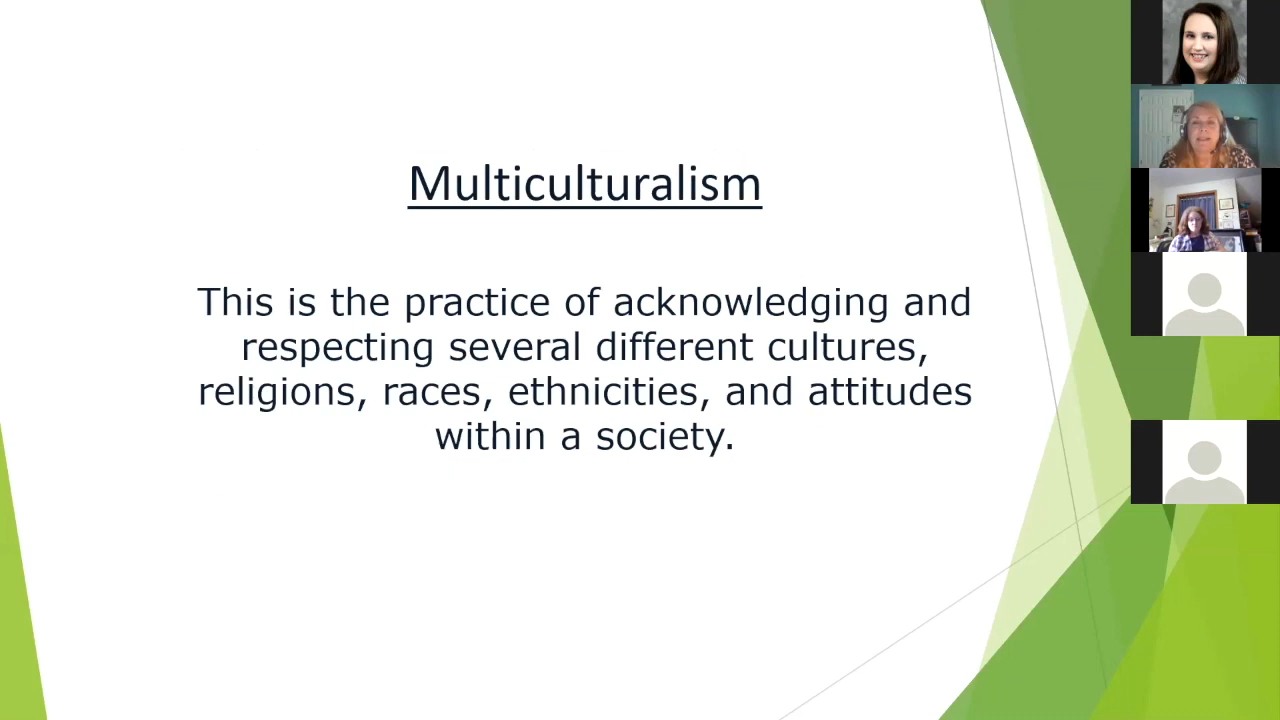 Multiculturalism
This is the practice of acknowledging and
respecting several different cultures,
religions, races, ethnicities, and attitudes
within a society.